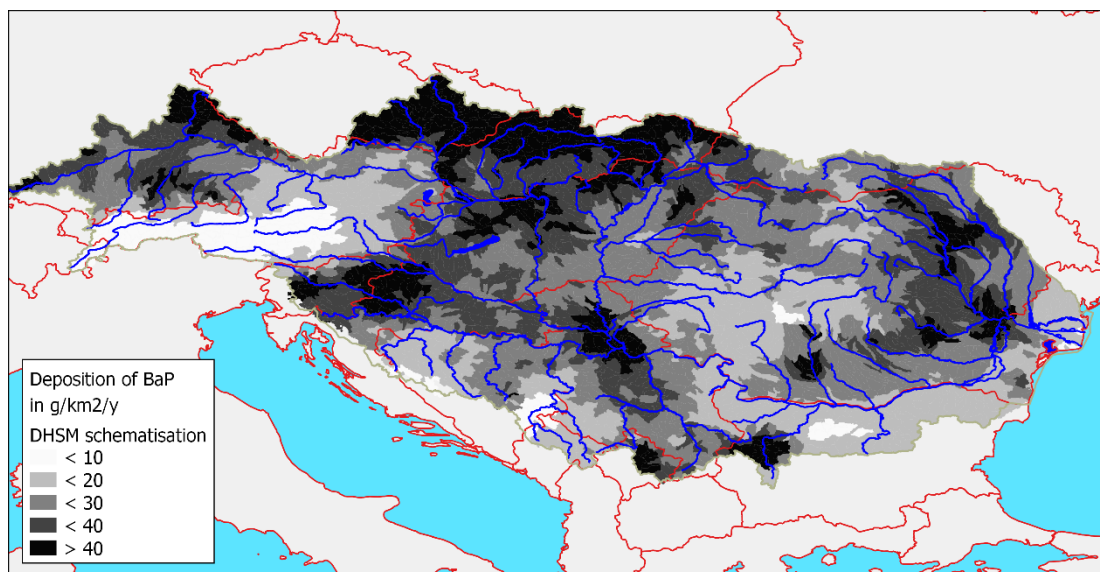 Deposition of BaP
in g/km2/y
DHSM schematisation
< 10
< 20
< 30
< 40
> 40